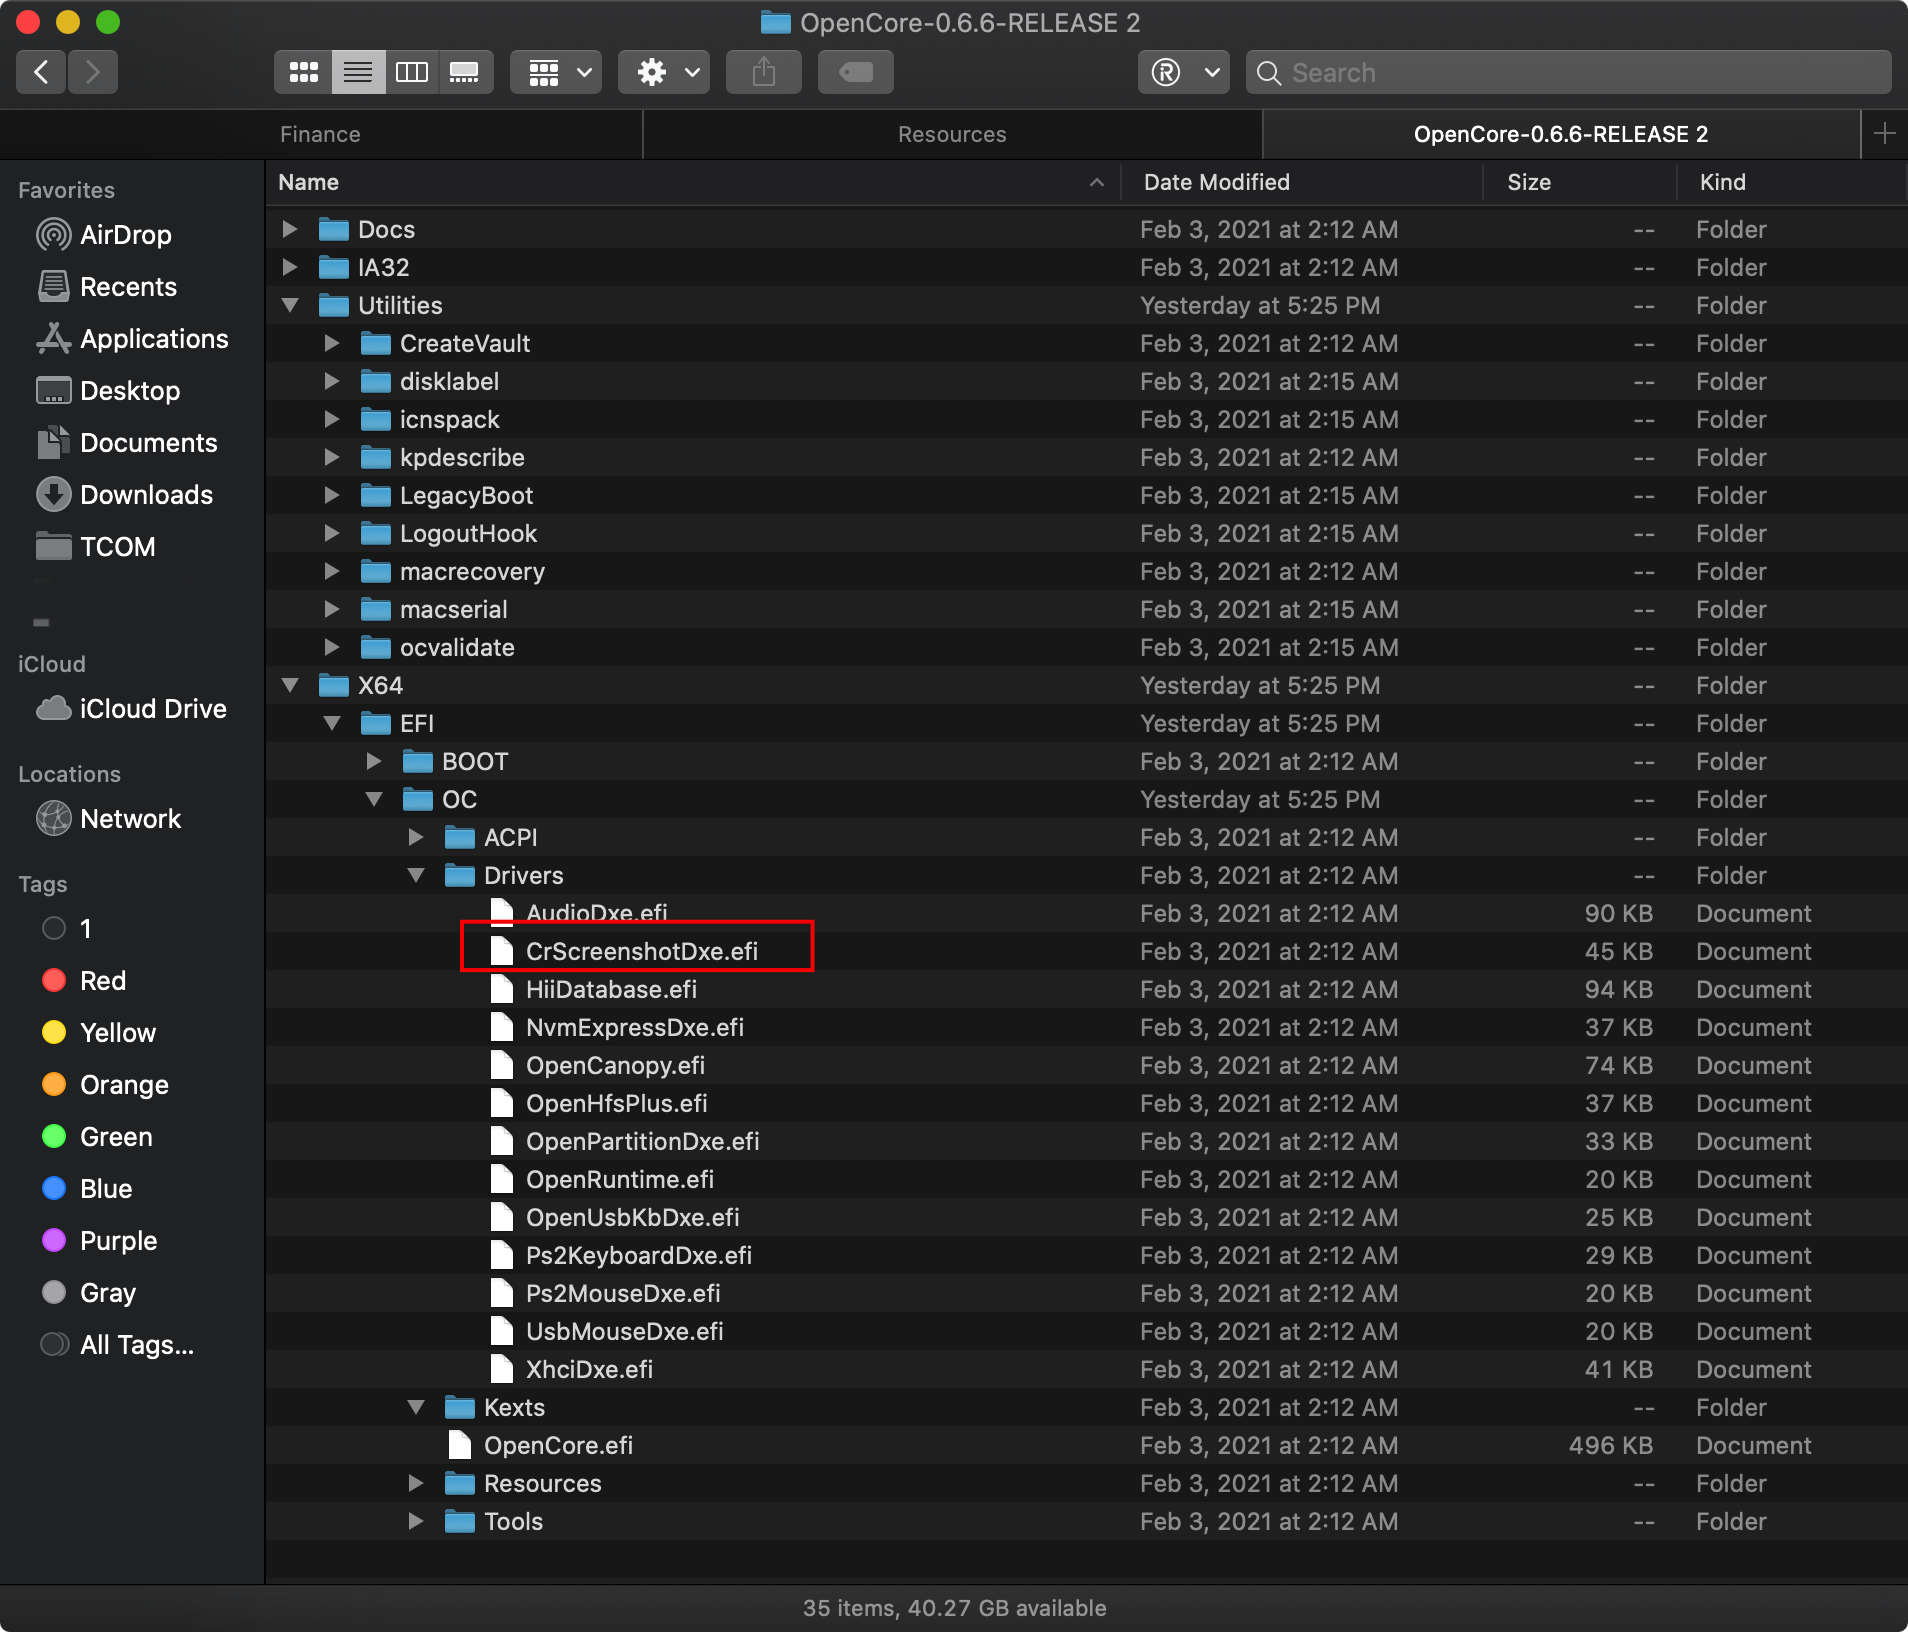 OpenCore-0.6.6-RELEASE 2
Search
Finance Resources OpenCore-0.6.6-RELEASE 2
Favorites
AirDrop
Recents
Applications
Desktop
Documents
Downloads
TCOM
iCloud
iCloud Drive
Locations
Network
Tags
1
Red
Yellow
Orange
Green
Blue
Purple
Gray
All Tags...
Name Date Modified Size Kind
Docs Feb 3, 2021 at 2:12 AM -- Folder
IA32 Feb 3, 2021 at 2:12 AM -- Folder
Utilities Yesterday at 5:25 PM -- Folder
CreateVault Feb 3, 2021 at 2:12 AM -- Folder
disklabel Feb 3, 2021 at 2:15 AM -- Folder
icnspack Feb 3, 2021 at 2:15 AM -- Folder
kpdescribe Feb 3, 2021 at 2:12 AM -- Folder
LegacyBoot Feb 3, 2021 at 2:15 AM -- Folder
LogoutHook Feb 3, 2021 at 2:15 AM -- Folder
macrecovery Feb 3, 2021 at 2:12 AM -- Folder
macserial Feb 3, 2021 at 2:15 AM -- Folder
ocvalidate Feb 3, 2021 at 2:15 AM -- Folder
X64 Yesterday at 5:25 PM -- Folder
EFI Yesterday at 5:25 PM -- Folder
BOOT Feb 3, 2021 at 2:12 AM -- Folder
OC Yesterday at 5:25 PM -- Folder
ACPI Feb 3, 2021 at 2:12 AM -- Folder
Drivers Feb 3, 2021 at 2:12 AM -- Folder
AudioDxe.efi Feb 3, 2021 at 2:12 AM 90 KB Document
CrScreenshotDxe.efi Feb 3, 2021 at 2:12 AM 45 KB Document
HiiDatabase.efi Feb 3, 2021 at 2:12 AM 94 KB Document
NvmExpressDxe.efi Feb 3, 2021 at 2:12 AM 37 KB Document
OpenCanopy.efi Feb 3, 2021 at 2:12 AM 74 KB Document
OpenHfsPlus.efi Feb 3, 2021 at 2:12 AM 37 KB Document
OpenPartitionDxe.efi Feb 3, 2021 at 2:12 AM 33 KB Document
OpenRuntime.efi Feb 3, 2021 at 2:12 AM 20 KB Document
OpenUsbKbDxe.efi Feb 3, 2021 at 2:12 AM 25 KB Document
Ps2KeyboardDxe.efi Feb 3, 2021 at 2:12 AM 29 KB Document
Ps2MouseDxe.efi Feb 3, 2021 at 2:12 AM 20 KB Document
UsbMouseDxe.efi Feb 3, 2021 at 2:12 AM 20 KB Document
XhciDxe.efi Feb 3, 2021 at 2:12 AM 41 KB Document
Kexts Feb 3, 2021 at 2:12 AM -- Folder
OpenCore.efi Feb 3, 2021 at 2:12 AM 496 KB Document
Resources Feb 3, 2021 at 2:12 AM -- Folder
Tools Feb 3, 2021 at 2:12 AM -- Folder
35 items, 40.27 GB available